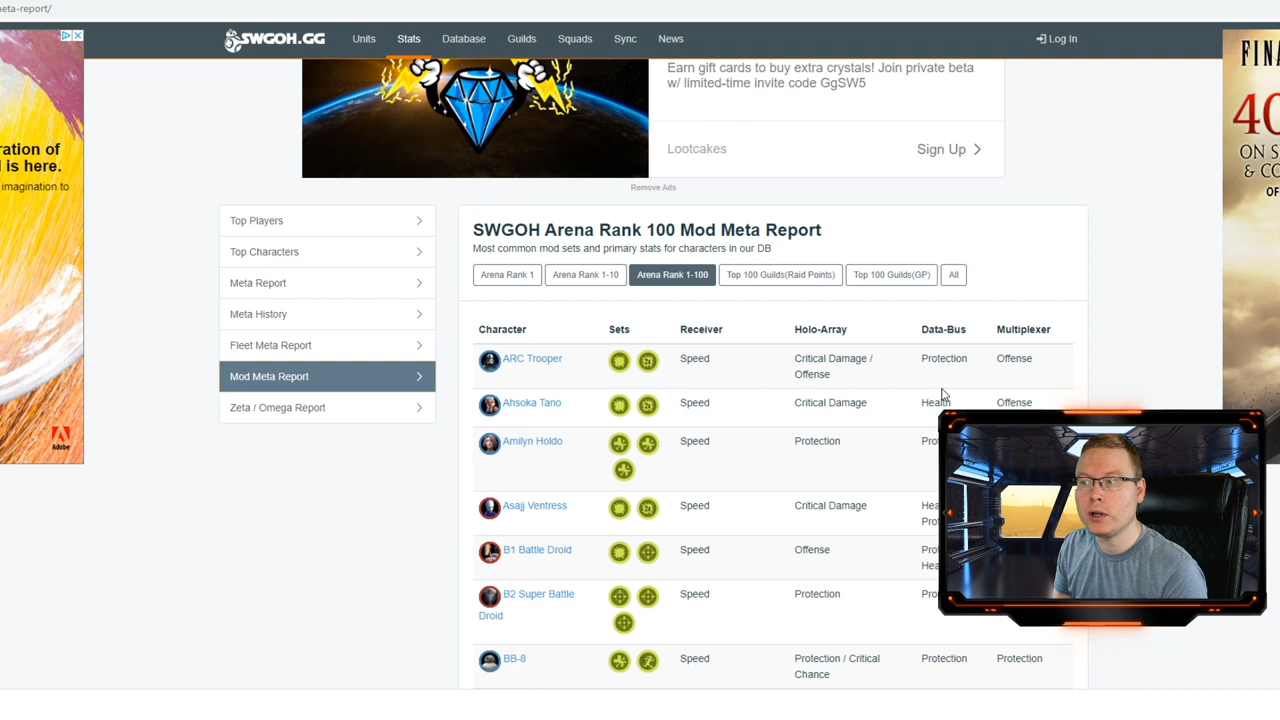 eta-report/
SWGOH.GG
Units
Stats
Database
Guilds
Squads
Sync
News
Log In
ration of
l is here.
imagination to
Adobe
Earn gift cards to buy extra crystals! Join private beta
w/ limited-time invite code GgSW5
Lootcakes
Sign Up
Remove Ads
40
ON S
& CO
OF
Top Players
Top Characters
Meta Report
Meta History
Fleet Meta Report
Mod Meta Report
Zeta / Omega Report
SWGOH Arena Rank 100 Mod Meta Report
Most common mod sets and primary stats for characters in our DB
Arena Rank 1
Arena Rank 1-10
Arena Rank 1-100
Top 100 Guilds(Raid Points)
Top 100 Guilds(GP)
All
Character Sets Receiver Holo-Array Data-Bus Multiplexer
ARC Trooper Speed Critical Damage / Protection Offense
Offense
Ahsoka Tano Speed Critical Damage Health Offense
Amilyn Holdo Speed Protection Pro
Asajj Ventress Speed Critical Damage Hea
Pro
B1 Battle Droid Speed Offense Pro
Hea
B2 Super Battle Speed Protection Pro
Droid
BB-8 Speed Protection / Critical Protection Protection
Chance